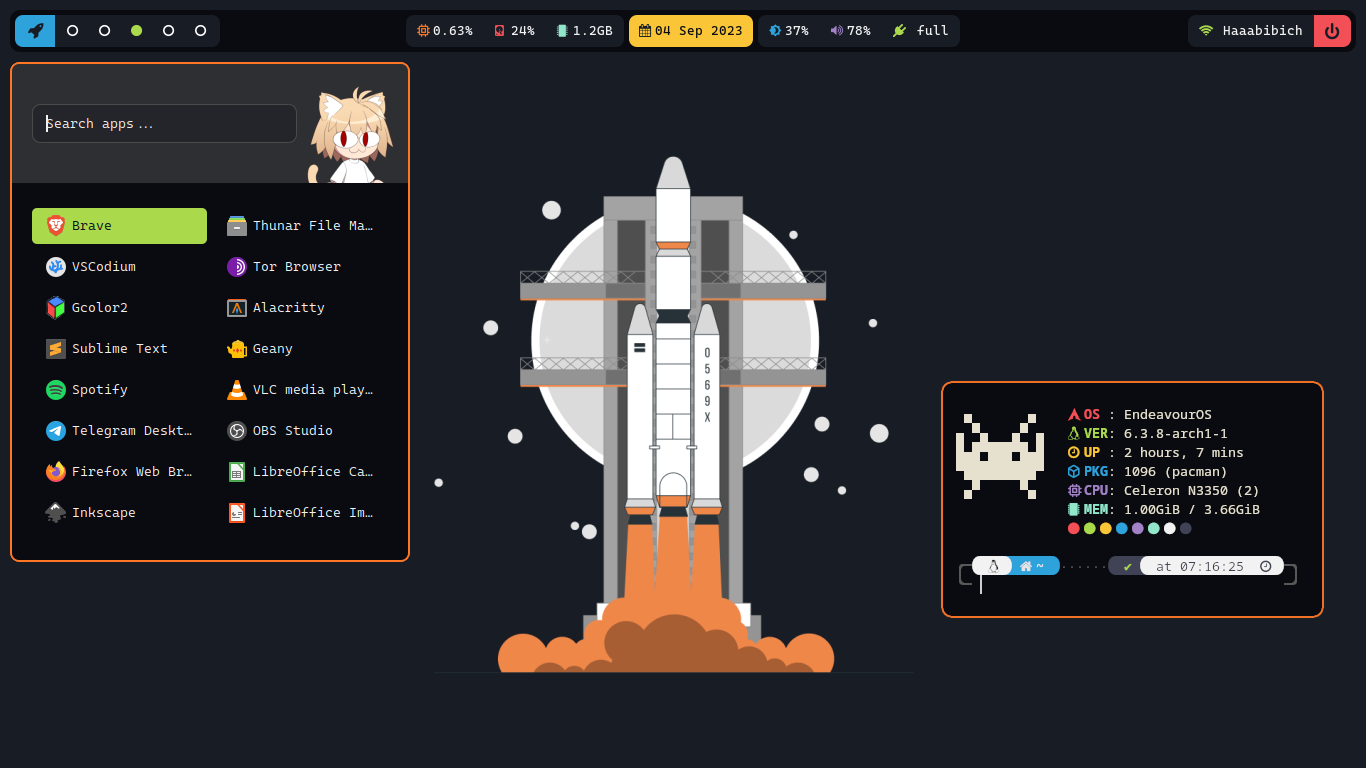 0.63% 24% 1.2GB 04 Sep 2023 37% 78% full Haaabibich
Search apps ...
Brave Thunar File Ma…
VSCodium Tor Browser
Gcolor2 Alacritty
Sublime Text Geany
Spotify VLC media play…
Telegram Deskt… OBS Studio
Firefox Web Br… LibreOffice Ca…
Inkscape LibreOffice Im…
0
5
6
9
X
OS : EndeavourOS
VER: 6.3.8-arch1-1
UP : 2 hours, 7 mins
PKG: 1096 (pacman)
CPU: Celeron N3350 (2)
MEM: 1.00GiB / 3.66GiB
~ ······ ✔ at 07:16:25